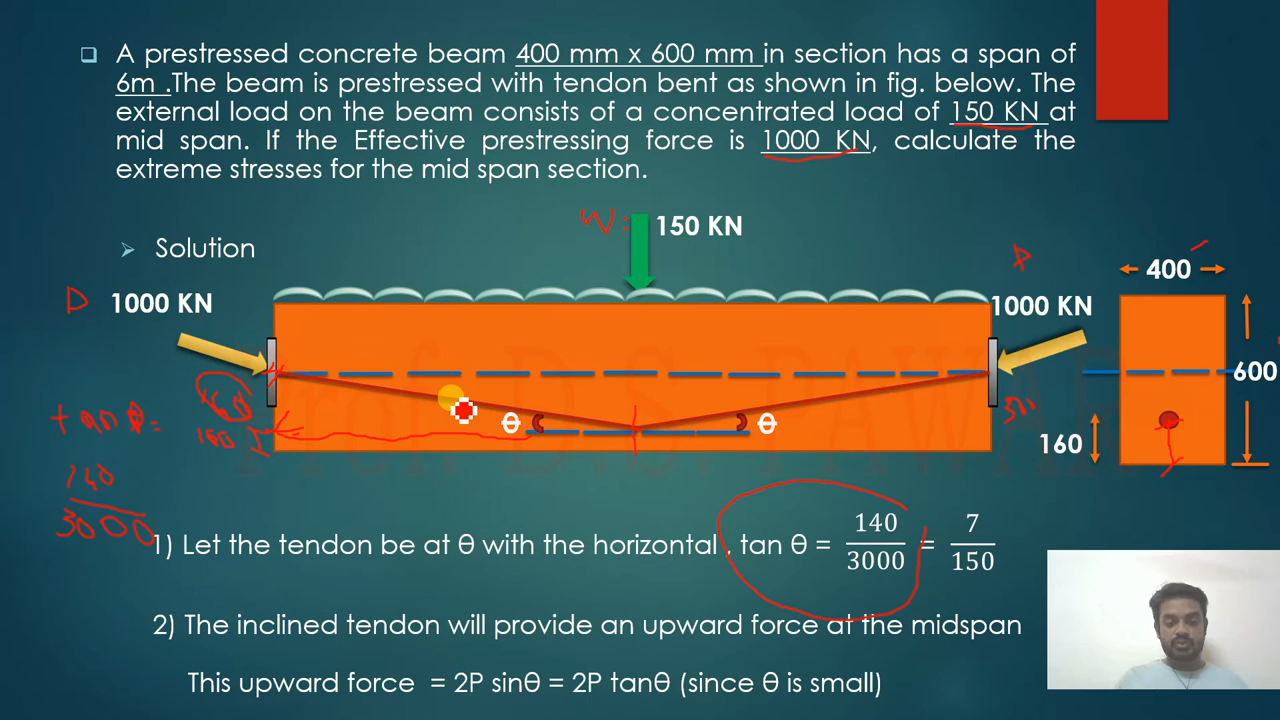 A prestressed concrete beam 400 mm x 600 mm in section has a span of
6m .The beam is prestressed with tendon bent as shown in fig. below. The
external load on the beam consists of a concentrated load of 150 KN at
mid span. If the Effective prestressing force is 1000 KN, calculate the
extreme stresses for the mid span section.
W =
150 KN
Solution
P
400
1000 KN
1000 KN
600
θ
θ
160
tan θ =
160
140
3000
1) Let the tendon be at θ with the horizontal , tan θ = 140/3000 = 7/150
2) The inclined tendon will provide an upward force at the midspan
This upward force = 2P sinθ = 2P tanθ (since θ is small)